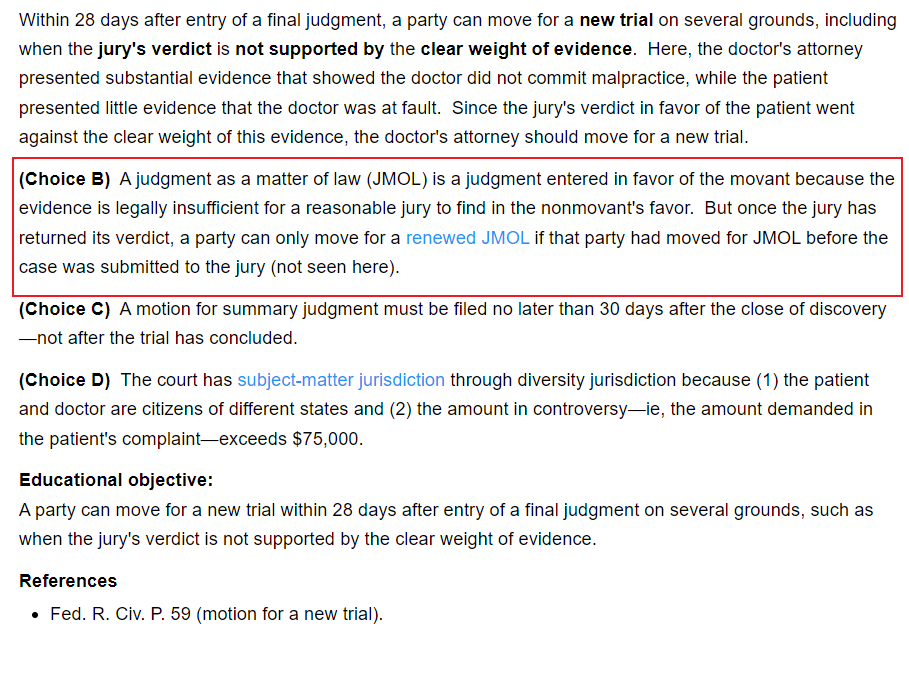 Within 28 days after entry of a final judgment, a party can move for a new trial on several grounds, including
when the jury's verdict is not supported by the clear weight of evidence.  Here, the doctor's attorney
presented substantial evidence that showed the doctor did not commit malpractice, while the patient
presented little evidence that the doctor was at fault.  Since the jury's verdict in favor of the patient went
against the clear weight of this evidence, the doctor's attorney should move for a new trial.
(Choice B)  A judgment as a matter of law (JMOL) is a judgment entered in favor of the movant because the
evidence is legally insufficient for a reasonable jury to find in the nonmovant's favor.  But once the jury has
returned its verdict, a party can only move for a renewed JMOL if that party had moved for JMOL before the
case was submitted to the jury (not seen here).
(Choice C)  A motion for summary judgment must be filed no later than 30 days after the close of discovery
—not after the trial has concluded.
(Choice D)  The court has subject-matter jurisdiction through diversity jurisdiction because (1) the patient
and doctor are citizens of different states and (2) the amount in controversy—ie, the amount demanded in
the patient's complaint—exceeds $75,000.
Educational objective:
A party can move for a new trial within 28 days after entry of a final judgment on several grounds, such as
when the jury's verdict is not supported by the clear weight of evidence.
References
• Fed. R. Civ. P. 59 (motion for a new trial).